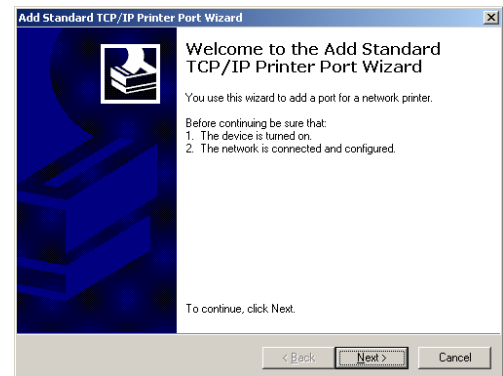 Add Standard TCP/IP Printer Port Wizard
Welcome to the Add Standard
TCP/IP Printer Port Wizard
You use this wizard to add a port for a network printer.
Before continuing be sure that:
1. The device is turned on.
2. The network is connected and configured.
To continue, click Next.
< Back
Next >
Cancel